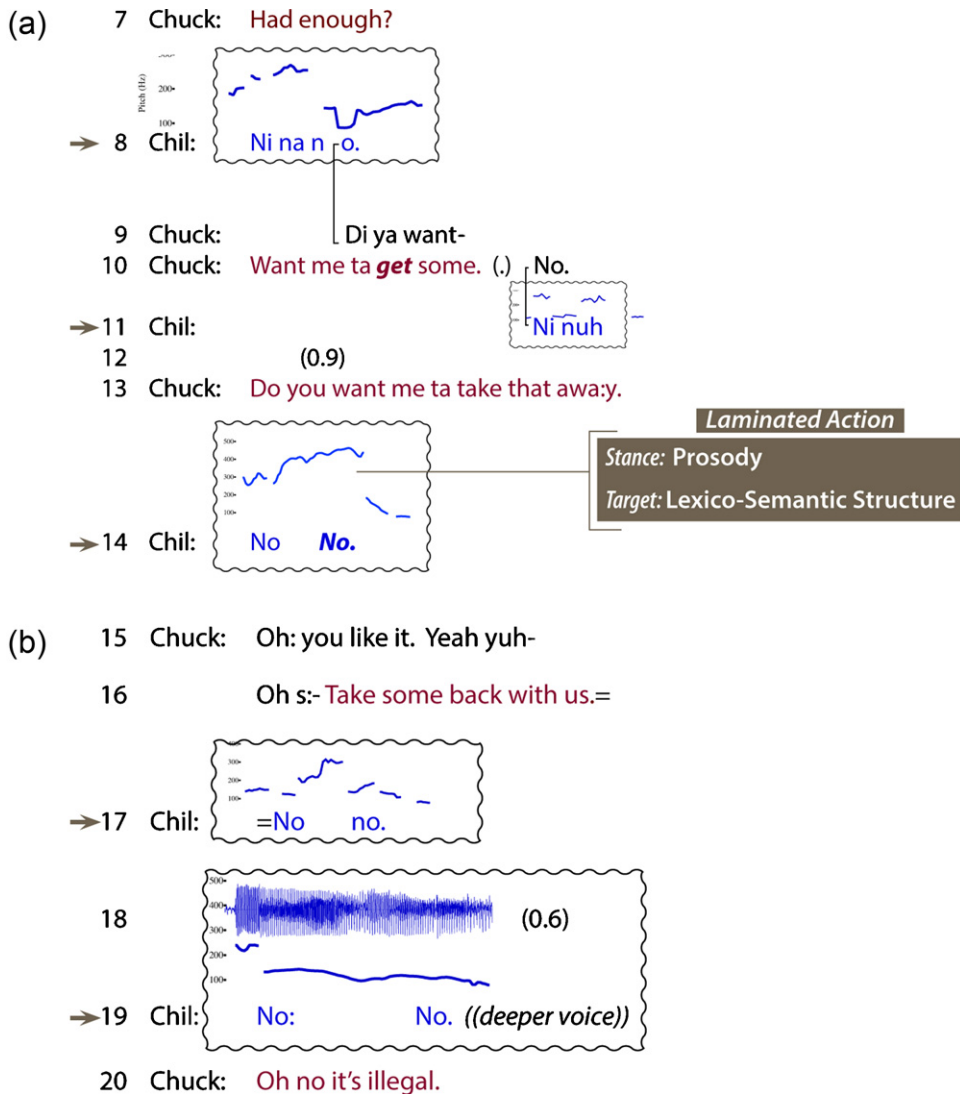 (a) 7 Chuck: Had enough?
Pitch (Hz)
200
100
8 Chil: Ni na n o.
9 Chuck: Di ya want-
10 Chuck: Want me ta get some. (.) No.
11 Chil: Ni nuh
12 (0.9)
13 Chuck: Do you want me ta take that awa:y.
Laminated Action
Stance: Prosody
Target: Lexico-Semantic Structure
500
400
300
200
100
14 Chil: No No.
(b) 15 Chuck: Oh: you like it. Yeah yuh-
16 Oh s:- Take some back with us.=
400
300
200
100
17 Chil: =No no.
500
400
18 (0.6)
300
200
100
19 Chil: No: No. ((deeper voice))
20 Chuck: Oh no it's illegal.